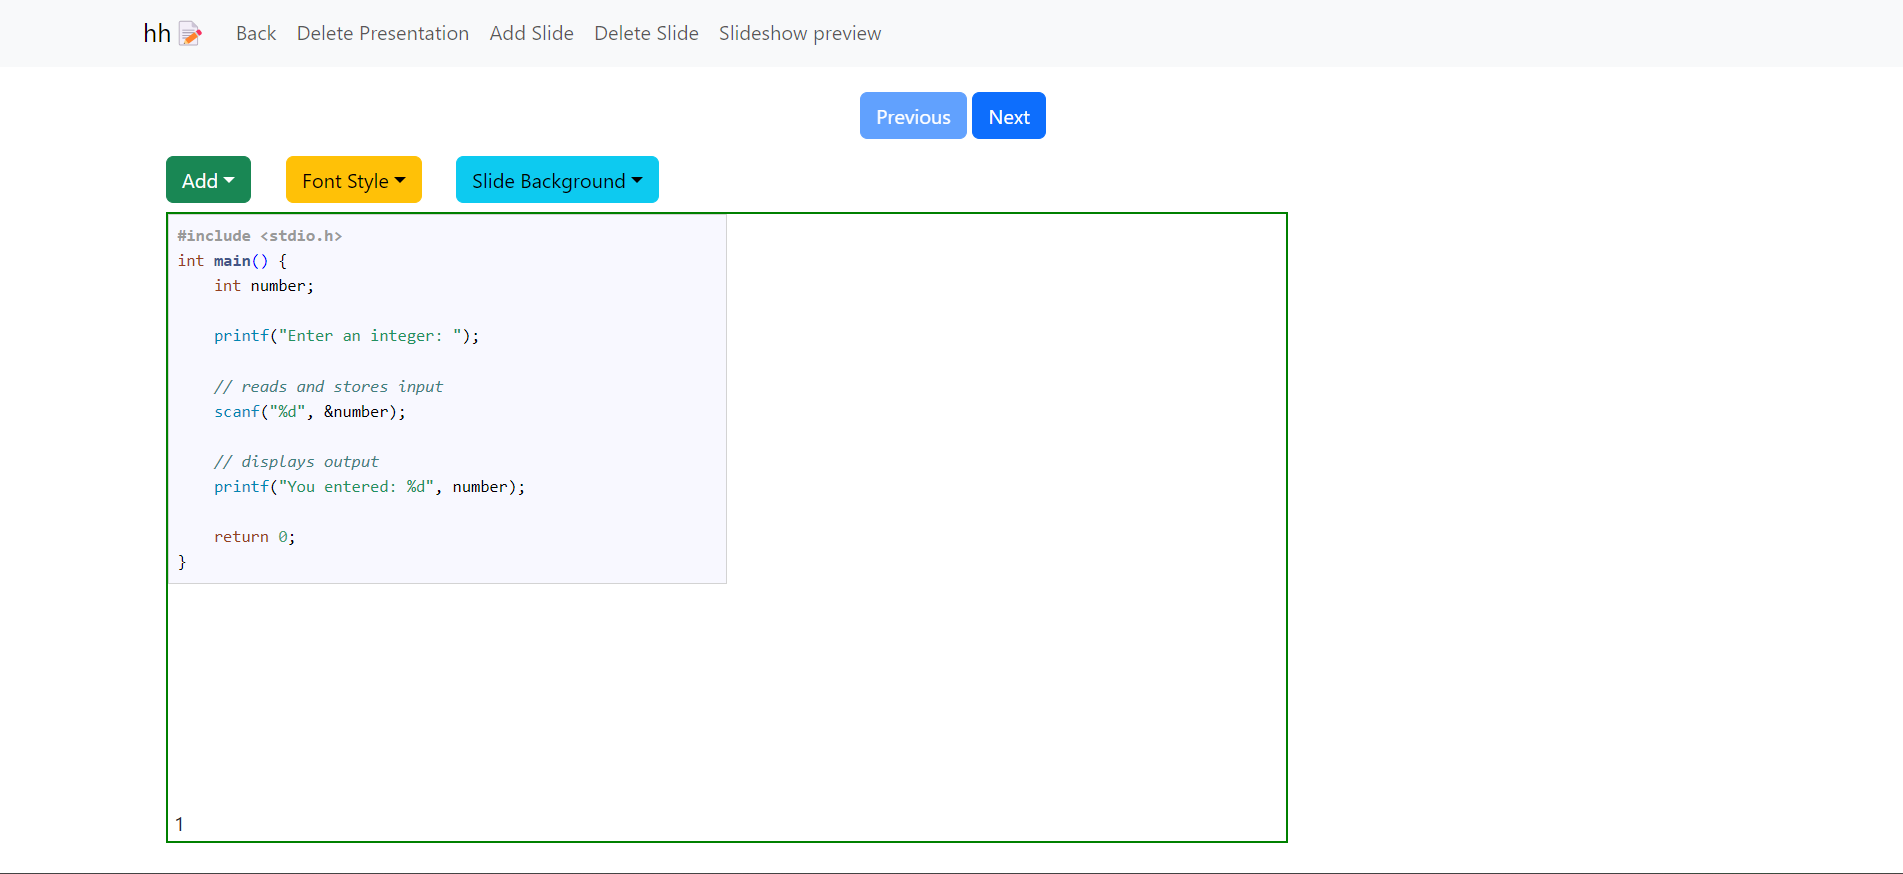 hh Back Delete Presentation Add Slide Delete Slide Slideshow preview
Previous Next
Add Font Style Slide Background
#include <stdio.h>
int main() {
    int number;
    printf("Enter an integer: ");
    // reads and stores input
    scanf("%d", &number);
    // displays output
    printf("You entered: %d", number);
    return 0;
}
1